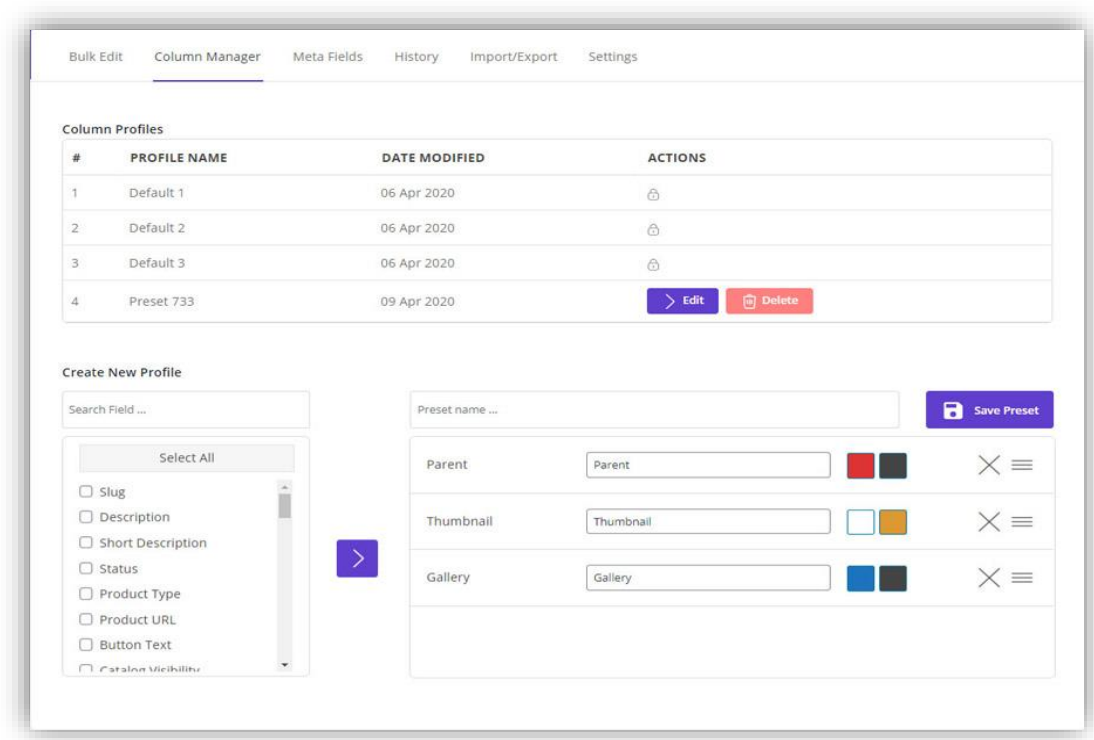 Bulk Edit Column Manager Meta Fields History Import/Export Settings
Column Profiles
# PROFILE NAME DATE MODIFIED ACTIONS
1 Default 1 06 Apr 2020
2 Default 2 06 Apr 2020
3 Default 3 06 Apr 2020
4 Preset 733 09 Apr 2020 Edit Delete
Create New Profile
Search Field ... Preset name ... Save Preset
Select All
Slug
Description
Short Description
Status
Product Type
Product URL
Button Text
Catalog Visibility
Parent Parent
Thumbnail Thumbnail
Gallery Gallery